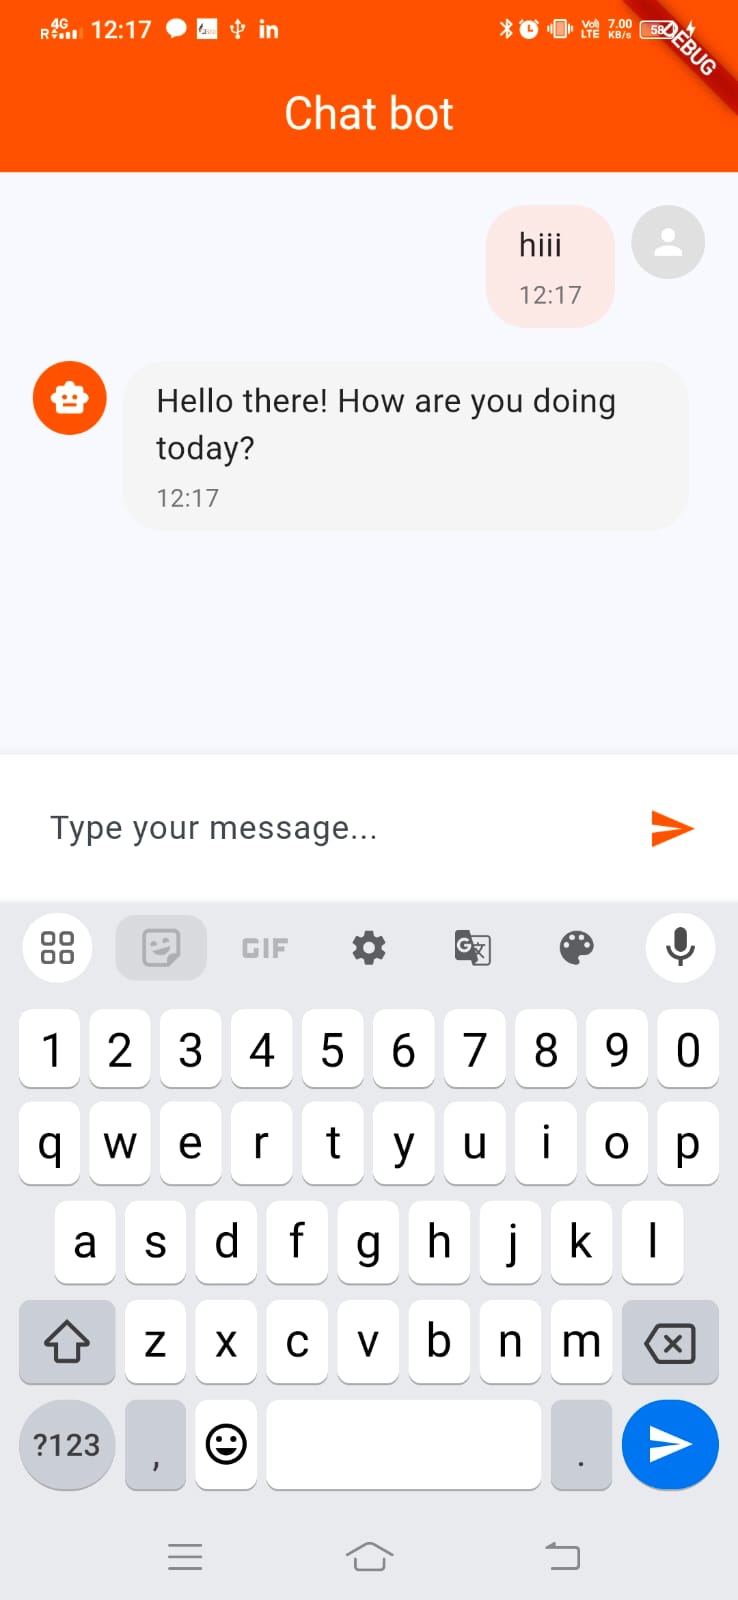 4G
R
12:17
in
Vo)
LTE
7.00
KB/s
58
DEBUG
Chat bot
hiii
12:17
Hello there! How are you doing
today?
12:17
Type your message...
GIF
G
1 2 3 4 5 6 7 8 9 0
q w e r t y u i o p
a s d f g h j k l
z x c v b n m
?123 , .